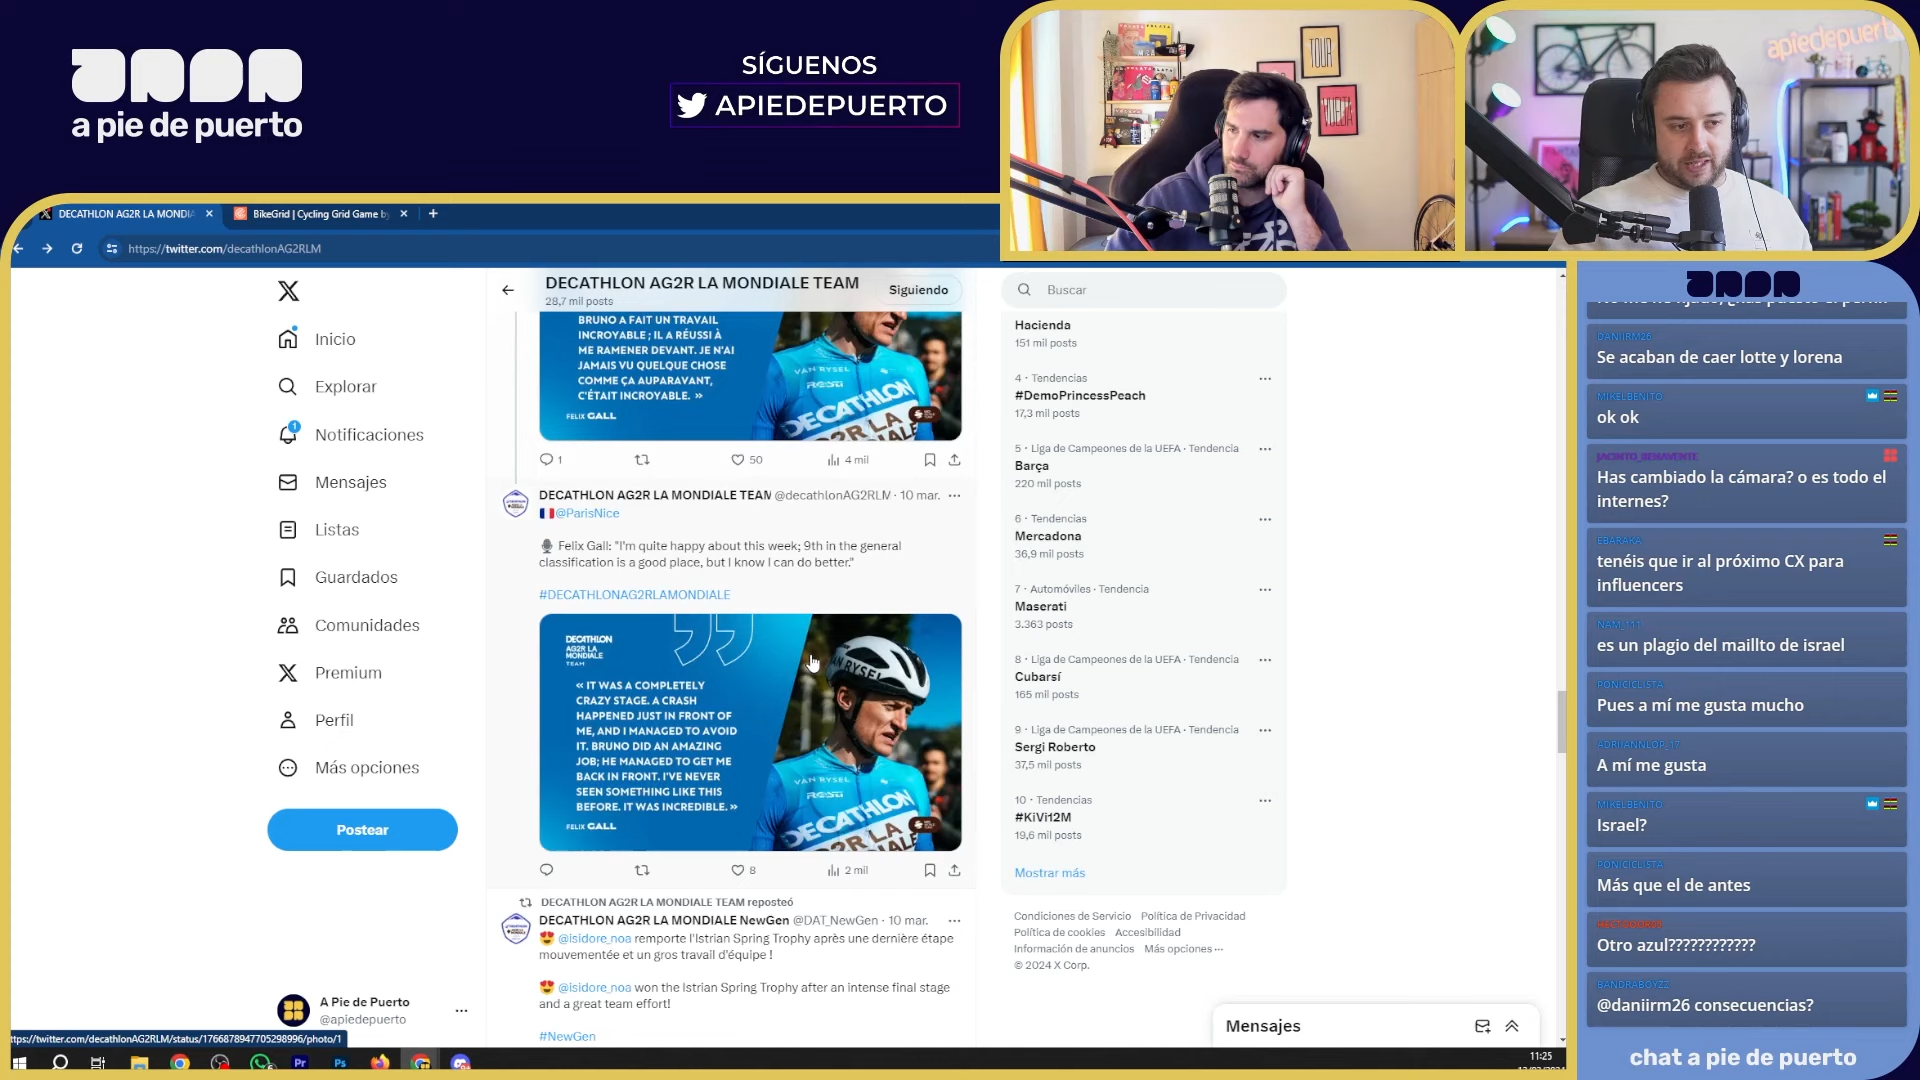 a pie de puerto
SÍGUENOS
APIEDEPUERTO
TOUR
VUELTA
apiedepuerto
DECATHLON AG2R LA MONDIA
BikeGrid | Cycling Grid Game by
https://twitter.com/decathlonAG2RLM
Inicio
Explorar
1
Notificaciones
Mensajes
Listas
Guardados
Comunidades
Premium
Perfil
Más opciones
Postear
A Pie de Puerto
@apiedepuerto
DECATHLON AG2R LA MONDIALE TEAM
28,7 mil posts
Siguiendo
BRUNO A FAIT UN TRAVAIL
INCROYABLE ; IL A RÉUSSI À
ME RAMENER DEVANT. JE N'AI
JAMAIS VU QUELQUE CHOSE
COMME ÇA AUPARAVANT,
C'ÉTAIT INCROYABLE. »
FELIX GALL
VAN RYSEL
DECATHLON
1
50
4 mil
DECATHLON AG2R LA MONDIALE TEAM @decathlonAG2RLM · 10 mar.
@ParisNice
Felix Gall: "I'm quite happy about this week; 9th in the general
classification is a good place, but I know I can do better."
#DECATHLONAG2RLAMONDIALE
DECATHLON
AG2R LA
MONDIALE
TEAM
« IT WAS A COMPLETELY
CRAZY STAGE. A CRASH
HAPPENED JUST IN FRONT OF
ME, AND I MANAGED TO AVOID
IT. BRUNO DID AN AMAZING
JOB; HE MANAGED TO GET ME
BACK IN FRONT. I'VE NEVER
SEEN SOMETHING LIKE THIS
BEFORE. IT WAS INCREDIBLE. »
FELIX GALL
VAN RYSEL
VAN RYSEL
DECATHLON
8
2 mil
DECATHLON AG2R LA MONDIALE TEAM reposteó
DECATHLON AG2R LA MONDIALE NewGen @DAT_NewGen · 10 mar.
@isidore_noa remporte l'Istrian Spring Trophy après une dernière étape
mouvementée et un gros travail d'équipe !
@isidore_noa won the Istrian Spring Trophy after an intense final stage
and a great team effort!
#NewGen
Buscar
Hacienda
151 mil posts
4 · Tendencias
#DemoPrincessPeach
17,3 mil posts
5 · Liga de Campeones de la UEFA · Tendencia
Barça
220 mil posts
6 · Tendencias
Mercadona
36,9 mil posts
7 · Automóviles · Tendencia
Maserati
3.363 posts
8 · Liga de Campeones de la UEFA · Tendencia
Cubarsí
165 mil posts
9 · Liga de Campeones de la UEFA · Tendencia
Sergi Roberto
37,5 mil posts
10 · Tendencias
#KiVi12M
19,6 mil posts
Mostrar más
Condiciones de Servicio Política de Privacidad
Política de cookies Accesibilidad
Información de anuncios Más opciones ···
© 2024 X Corp.
Mensajes
ttps://twitter.com/decathlonAG2RLM/status/1766878947705298996/photo/1
11:25
DANIIRM26
Se acaban de caer lotte y lorena
MIKELBENITO
ok ok
JACINTO_BENAVENTE
Has cambiado la cámara? o es todo el
internes?
EBARAKA
tenéis que ir al próximo CX para
influencers
NAM_111
es un plagio del maillto de israel
PONICICLISTA
Pues a mí me gusta mucho
ADRIIANNLOP_17
A mí me gusta
MIKELBENITO
Israel?
PONICICLISTA
Más que el de antes
Otro azul????????????
BANDRABOYZZ
@daniirm26 consecuencias?
chat a pie de puerto